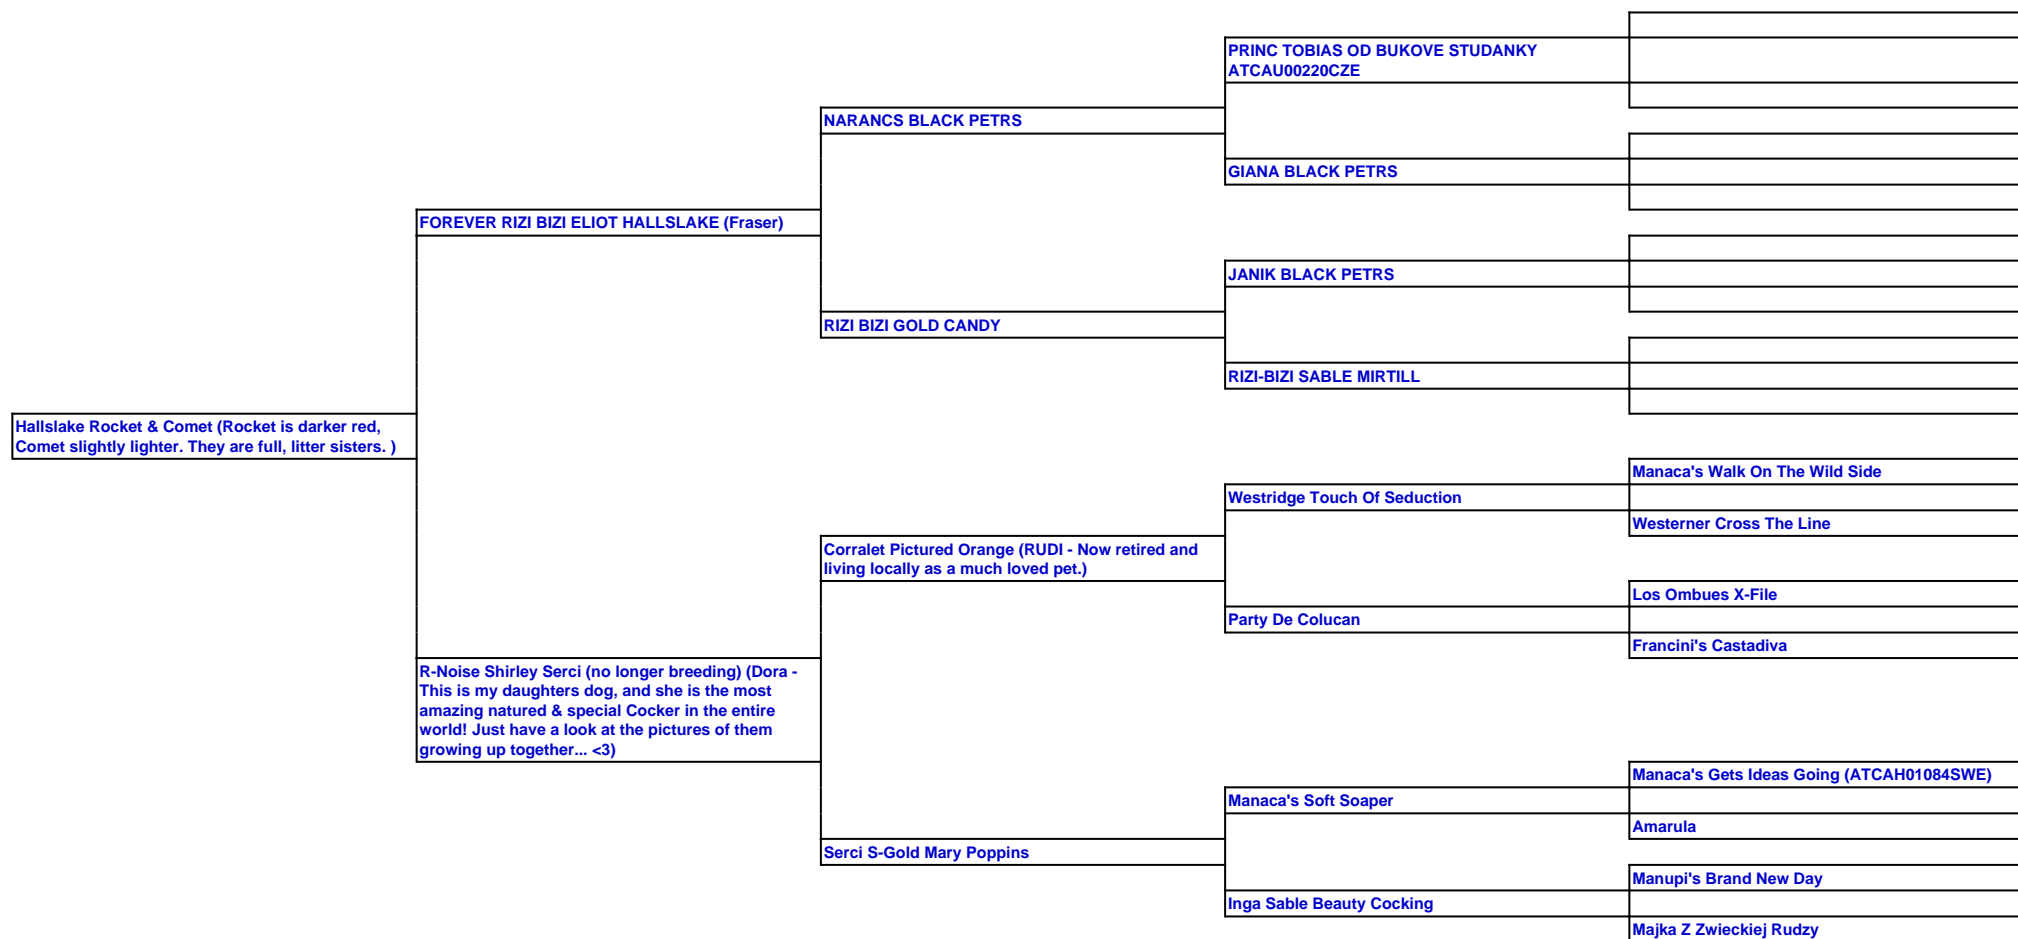 PRINC TOBIAS OD BUKOVE STUDANKY
ATCAU00220CZE
NARANCS BLACK PETRS
GIANA BLACK PETRS
FOREVER RIZI BIZI ELIOT HALLSLAKE (Fraser)
JANIK BLACK PETRS
RIZI BIZI GOLD CANDY
RIZI-BIZI SABLE MIRTILL
Hallslake Rocket & Comet (Rocket is darker red,
Comet slightly lighter. They are full, litter sisters. )
Manaca's Walk On The Wild Side
Westridge Touch Of Seduction
Westerner Cross The Line
Corralet Pictured Orange (RUDI - Now retired and
living locally as a much loved pet.)
Los Ombues X-File
Party De Colucan
Francini's Castadiva
R-Noise Shirley Serci (no longer breeding) (Dora -
This is my daughters dog, and she is the most
amazing natured & special Cocker in the entire
world! Just have a look at the pictures of them
growing up together... <3)
Manaca's Gets Ideas Going (ATCAH01084SWE)
Manaca's Soft Soaper
Amarula
Serci S-Gold Mary Poppins
Manupi's Brand New Day
Inga Sable Beauty Cocking
Majka Z Zwieckiej Rudzy